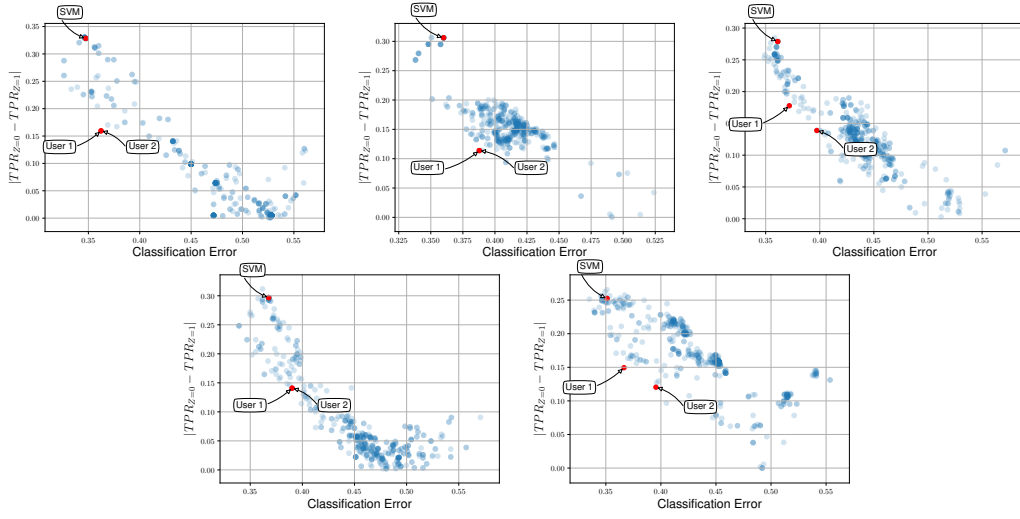 SVM
0.35
0.30
0.25
0.20
0.15
0.10
0.05
0.00
|TPR_{Z=0} − TPR_{Z=1}|
User 1
User 2
0.35 0.40 0.45 0.50 0.55
Classification Error
SVM
0.30
0.25
0.20
0.15
0.10
0.05
0.00
|TPR_{Z=0} − TPR_{Z=1}|
User 1
User 2
0.325 0.350 0.375 0.400 0.425 0.450 0.475 0.500 0.525
Classification Error
SVM
0.30
0.25
0.20
0.15
0.10
0.05
0.00
|TPR_{Z=0} − TPR_{Z=1}|
User 1
User 2
0.35 0.40 0.45 0.50 0.55
Classification Error
SVM
0.30
0.25
0.20
0.15
0.10
0.05
0.00
|TPR_{Z=0} − TPR_{Z=1}|
User 1
User 2
0.35 0.40 0.45 0.50 0.55
Classification Error
SVM
0.25
0.20
0.15
0.10
0.05
0.00
|TPR_{Z=0} − TPR_{Z=1}|
User 1
User 2
0.35 0.40 0.45 0.50 0.55
Classification Error